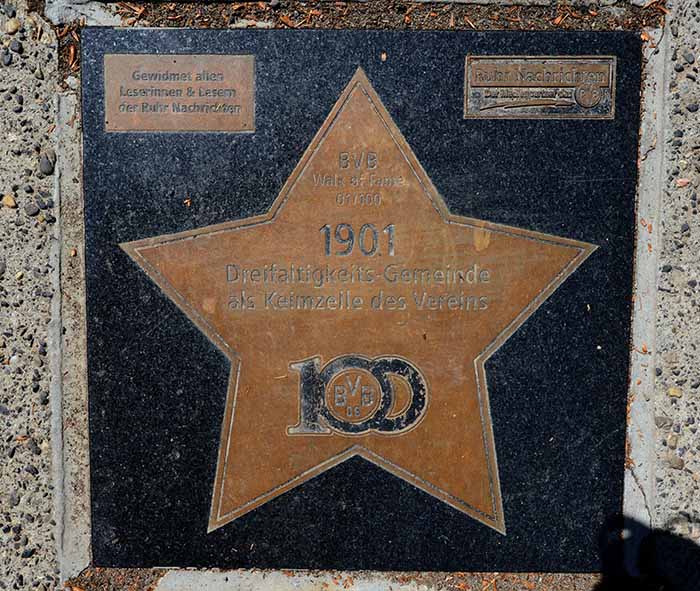 Gewidmet allen
Leserinnen & Lesern
der Ruhr Nachrichten
Ruhr Nachrichten
BVB
Walk of Fame
01/100
1901
Dreifaltigkeits-Gemeinde
als Keimzelle des Vereins
100
BVB
09